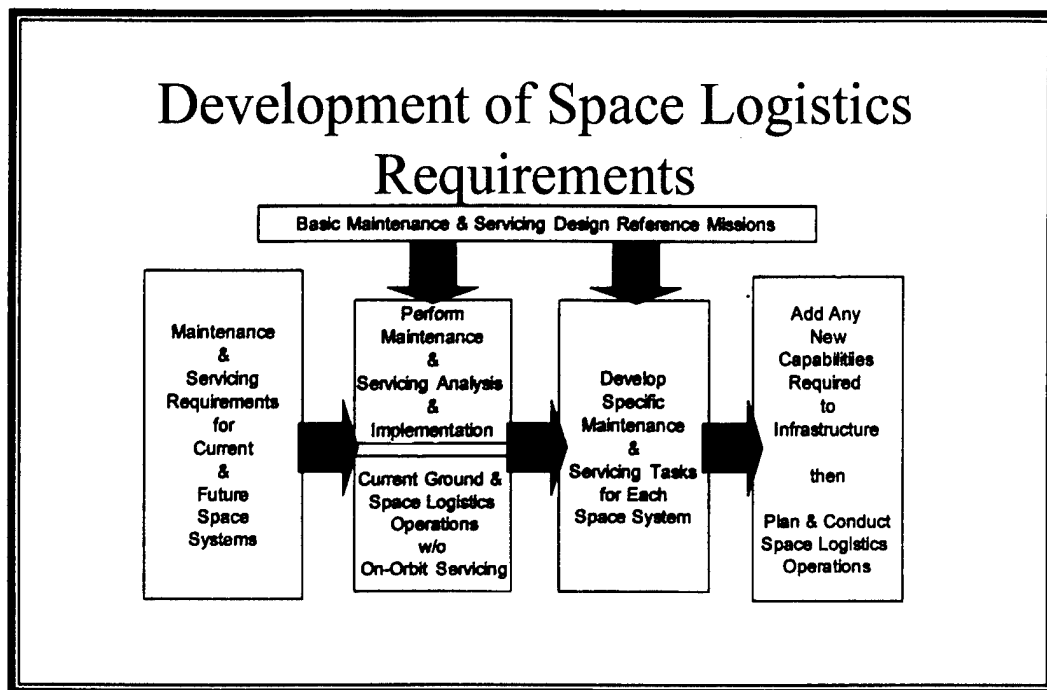 Development of Space Logistics
Requirements
Basic Maintenance & Servicing Design Reference Missions
Maintenance
&
Servicing
Requirements
for
Current
&
Future
Space
Systems
Perform
Maintenance
&
Servicing Analysis
&
Implementation
Current Ground &
Space Logistics
Operations
w/o
On-Orbit Servicing
Develop
Specific
Maintenance
&
Servicing Tasks
for Each
Space System
Add Any
New
Capabilities
Required
to
Infrastructure
then
Plan & Conduct
Space Logistics
Operations